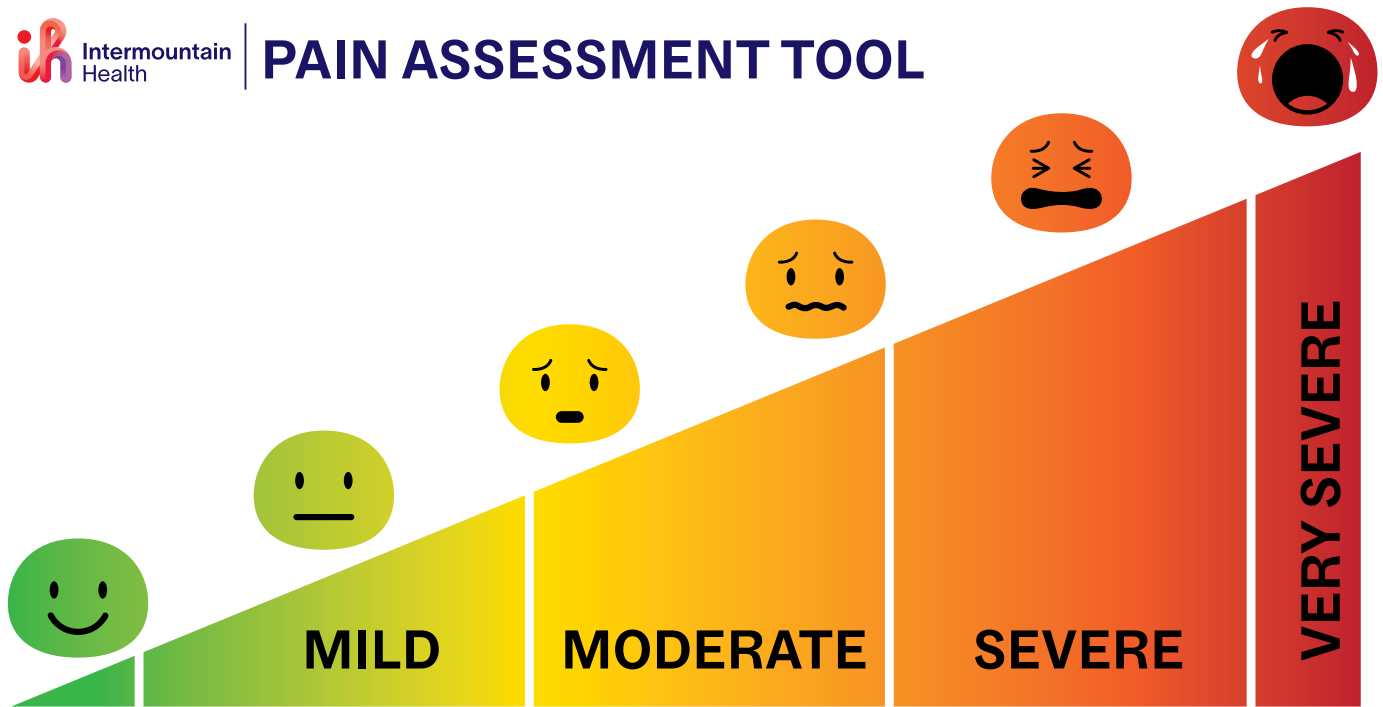 Intermountain
Health
PAIN ASSESSMENT TOOL
MILD
MODERATE
SEVERE
VERY SEVERE